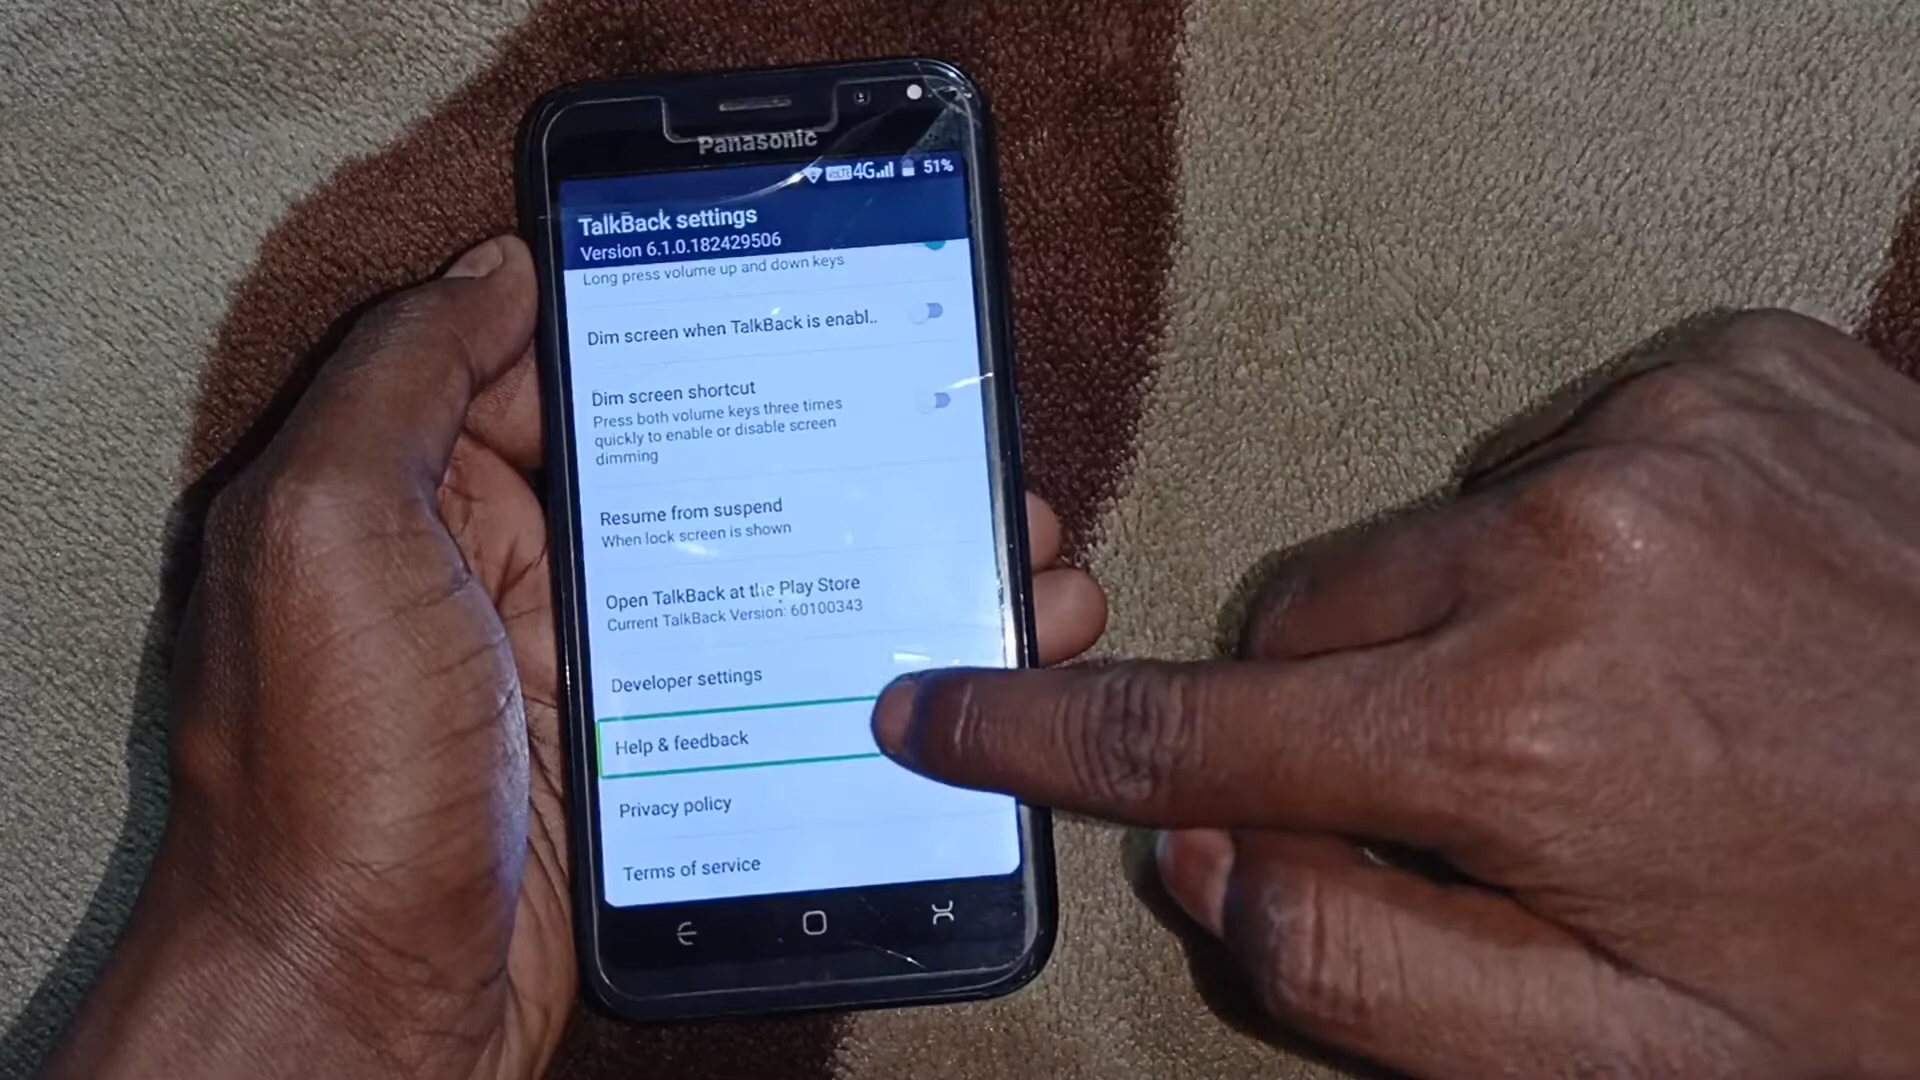 Panasonic
VoLTE 4G 51%
TalkBack settings
Version 6.1.0.182429506
Long press volume up and down keys
Dim screen when TalkBack is enabl..
Dim screen shortcut
Press both volume keys three times
quickly to enable or disable screen
dimming
Resume from suspend
When lock screen is shown
Open TalkBack at the Play Store
Current TalkBack Version: 60100343
Developer settings
Help & feedback
Privacy policy
Terms of service